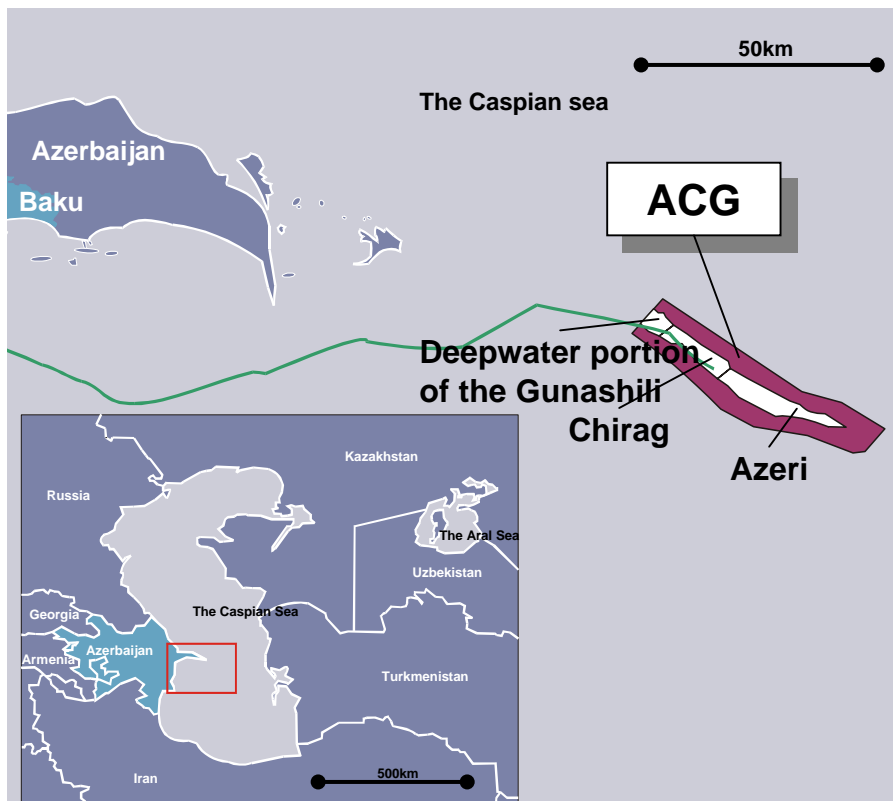 50km
The Caspian sea
Azerbaijan
Baku
ACG
Deepwater portion
of the Gunashili
Chirag
Azeri
Kazakhstan
Russia
The Aral Sea
Uzbekistan
The Caspian Sea
Georgia
Azerbaijan
Armenia
Turkmenistan
Iran
500km